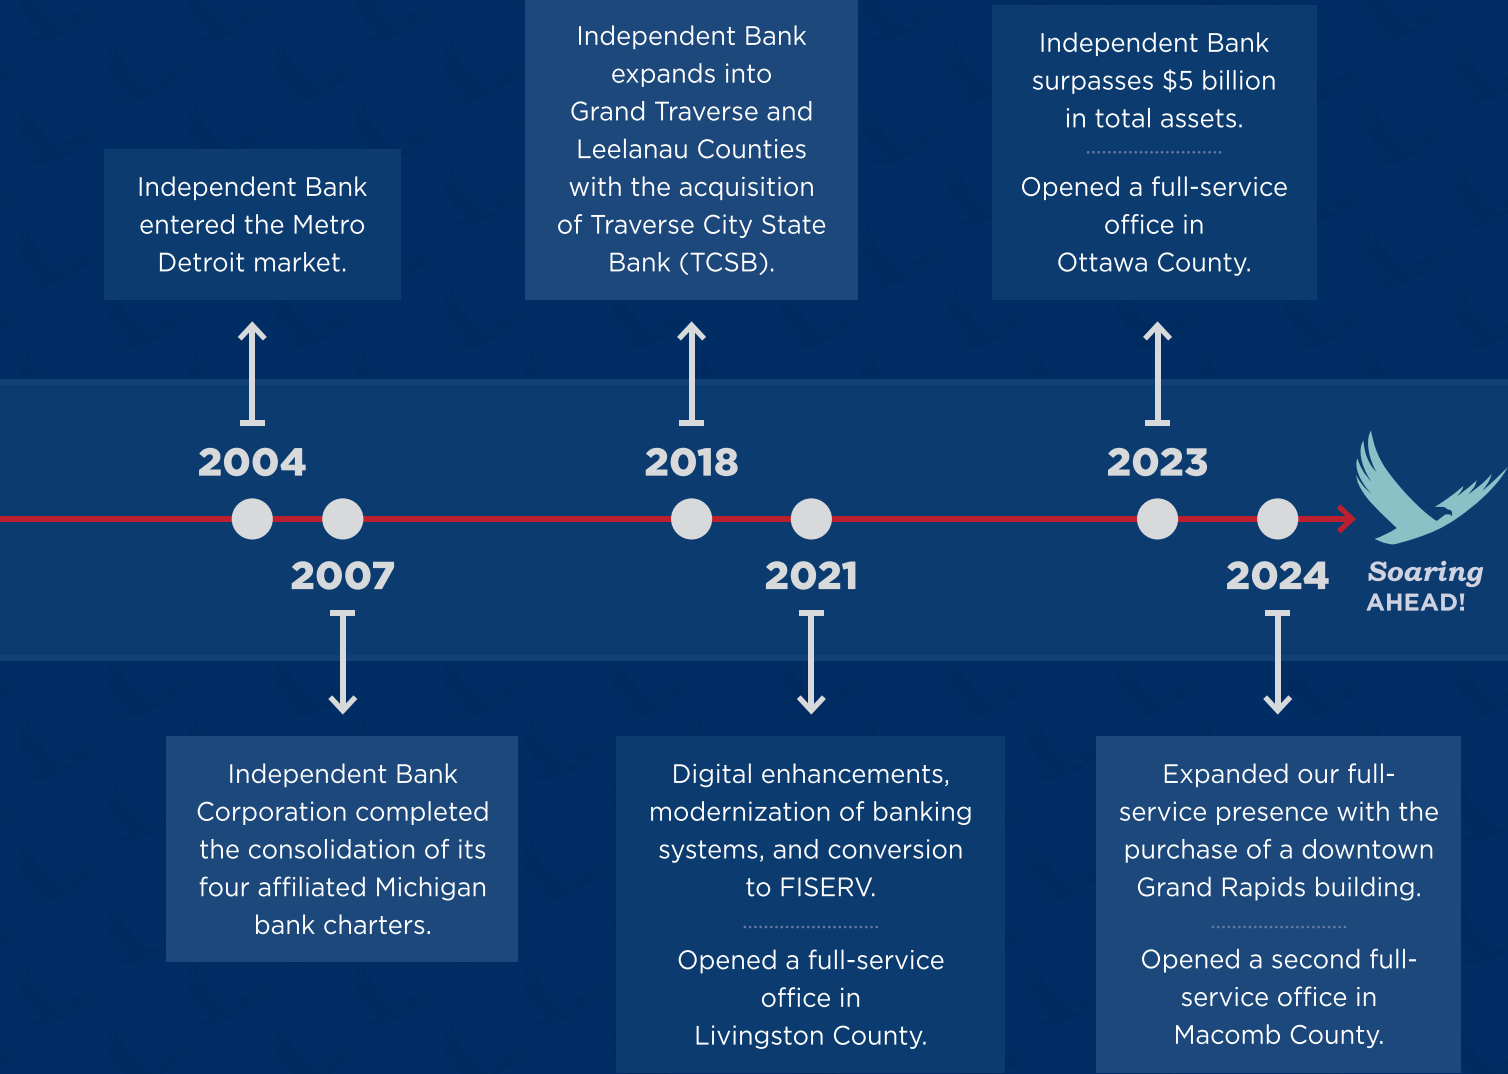 Independent Bank
entered the Metro
Detroit market.
Independent Bank
expands into
Grand Traverse and
Leelanau Counties
with the acquisition
of Traverse City State
Bank (TCSB).
Independent Bank
surpasses $5 billion
in total assets.
Opened a full-service
office in
Ottawa County.
2004
2018
2023
2007
2021
2024
Soaring
AHEAD!
Independent Bank
Corporation completed
the consolidation of its
four affiliated Michigan
bank charters.
Digital enhancements,
modernization of banking
systems, and conversion
to FISERV.
Opened a full-service
office in
Livingston County.
Expanded our full-
service presence with the
purchase of a downtown
Grand Rapids building.
Opened a second full-
service office in
Macomb County.